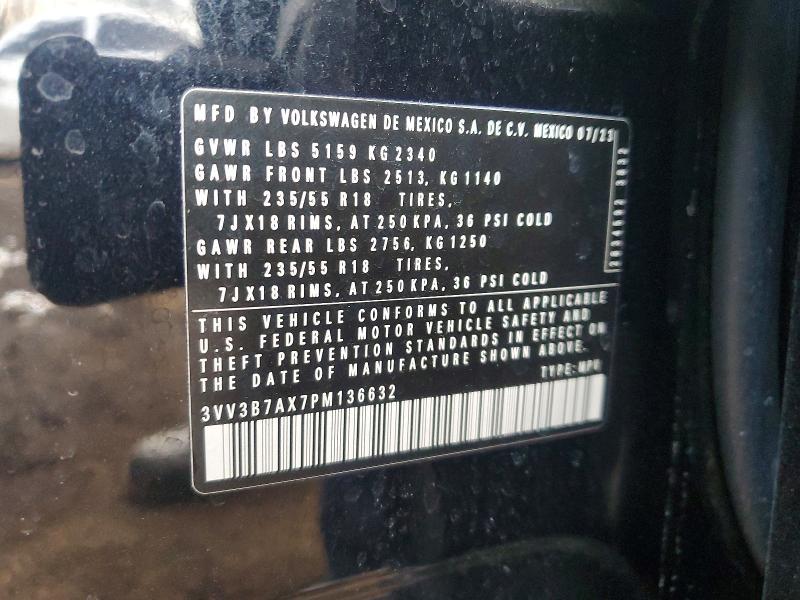 MFD BY VOLKSWAGEN DE MEXICO S.A. DE C.V. MEXICO 07/23
GVWR LBS 5159 KG 2340
GAWR FRONT LBS 2513, KG 1140
WITH 235/55 R18 TIRES,
7JX18 RIMS, AT 250 KPA, 36 PSI COLD
GAWR REAR LBS 2756, KG 1250
WITH 235/55 R18 TIRES,
7JX18 RIMS, AT 250 KPA, 36 PSI COLD
THIS VEHICLE CONFORMS TO ALL APPLICABLE
U.S. FEDERAL MOTOR VEHICLE SAFETY AND
THEFT PREVENTION STANDARDS IN EFFECT ON
THE DATE OF MANUFACTURE SHOWN ABOVE.
TYPE: MPV
3VV3B7AX7PM136632